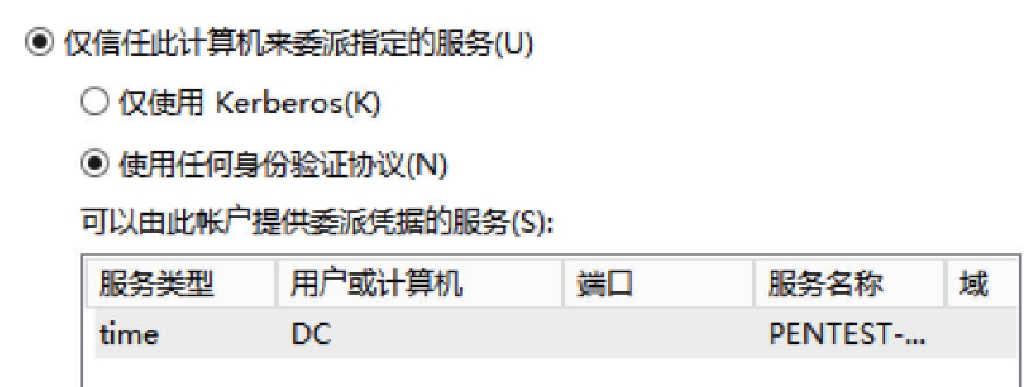 仅信任此计算机来委派指定的服务(U)
仅使用 Kerberos(K)
使用任何身份验证协议(N)
可以由此帐户提供委派凭据的服务(S):
服务类型 用户或计算机 端口 服务名称 域
time DC PENTEST-...